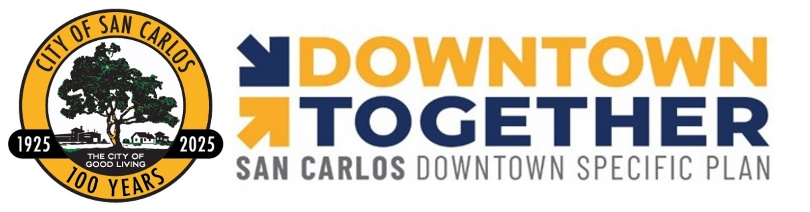 CITY OF SAN CARLOS
1925 2025
THE CITY OF
GOOD LIVING
100 YEARS
DOWNTOWN
TOGETHER
SAN CARLOS DOWNTOWN SPECIFIC PLAN